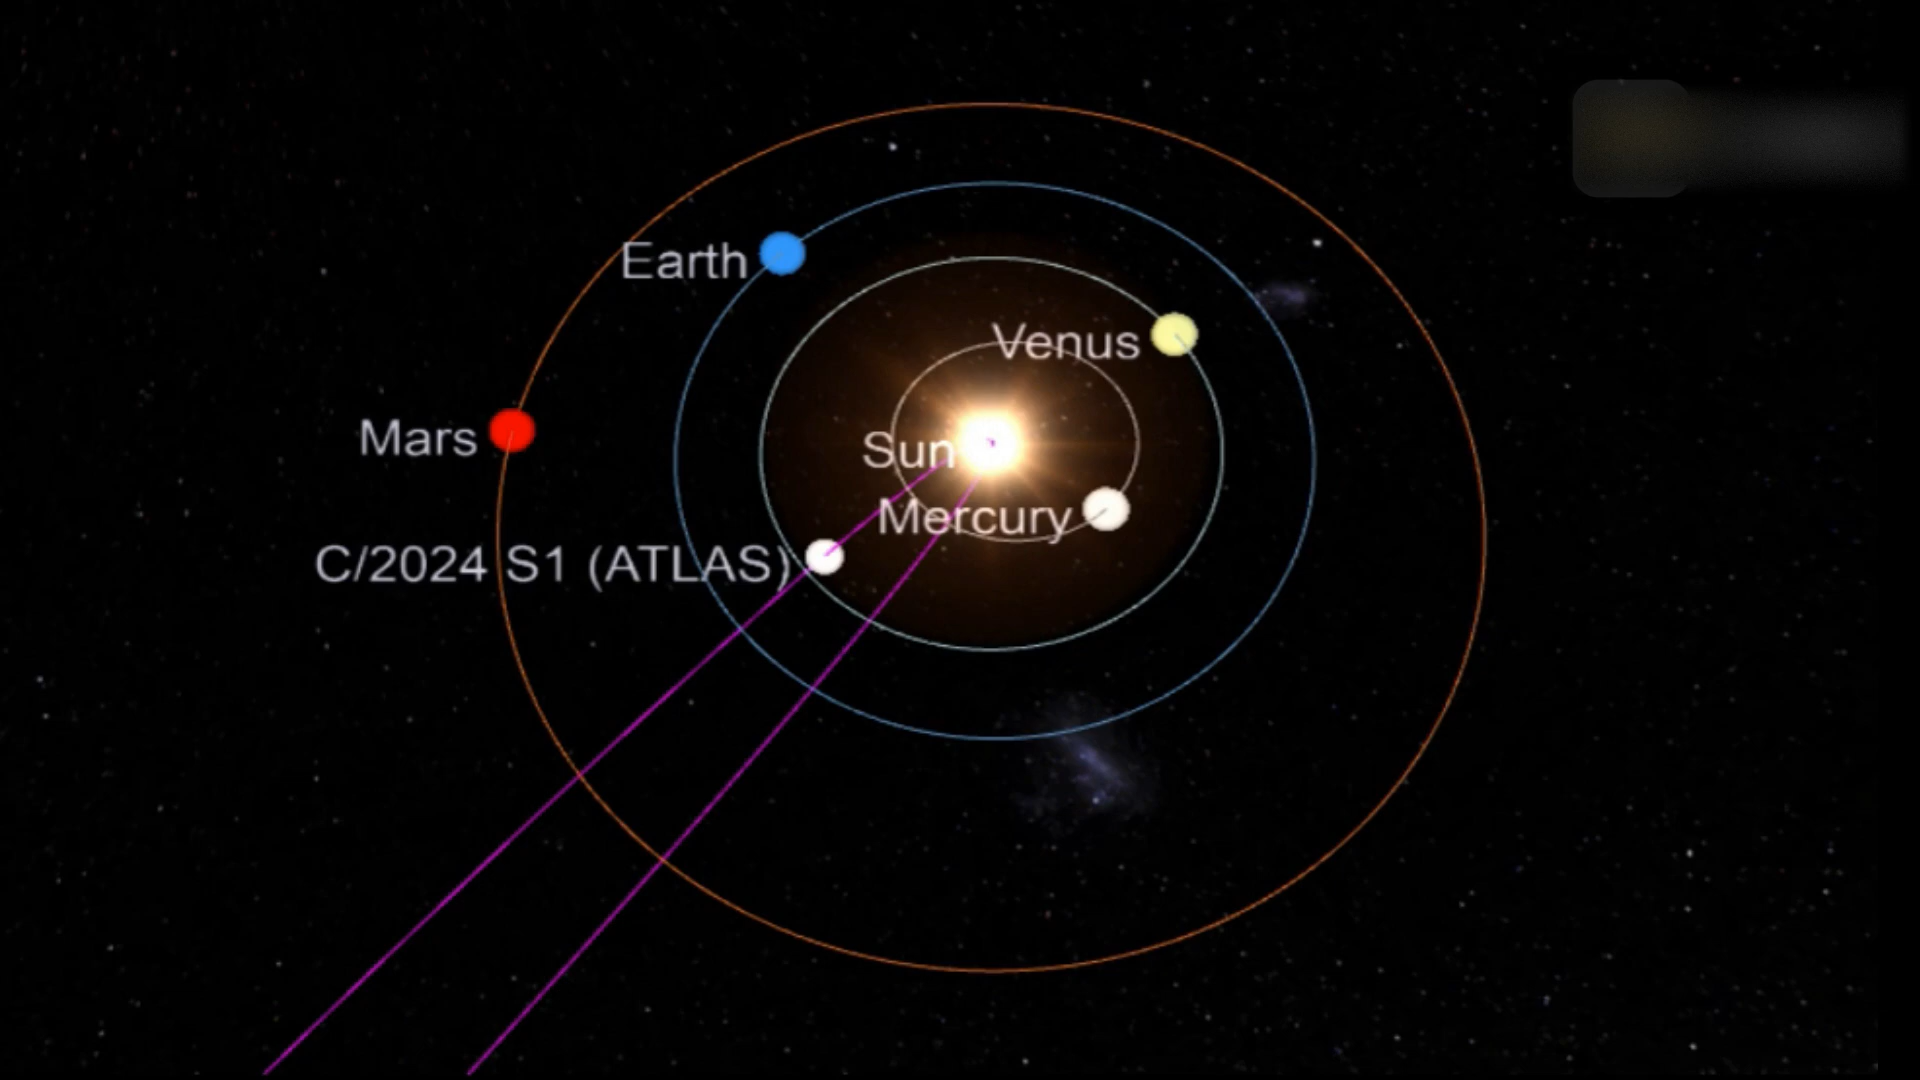 Earth
Venus
Mars
Sun
Mercury
C/2024 S1 (ATLAS)